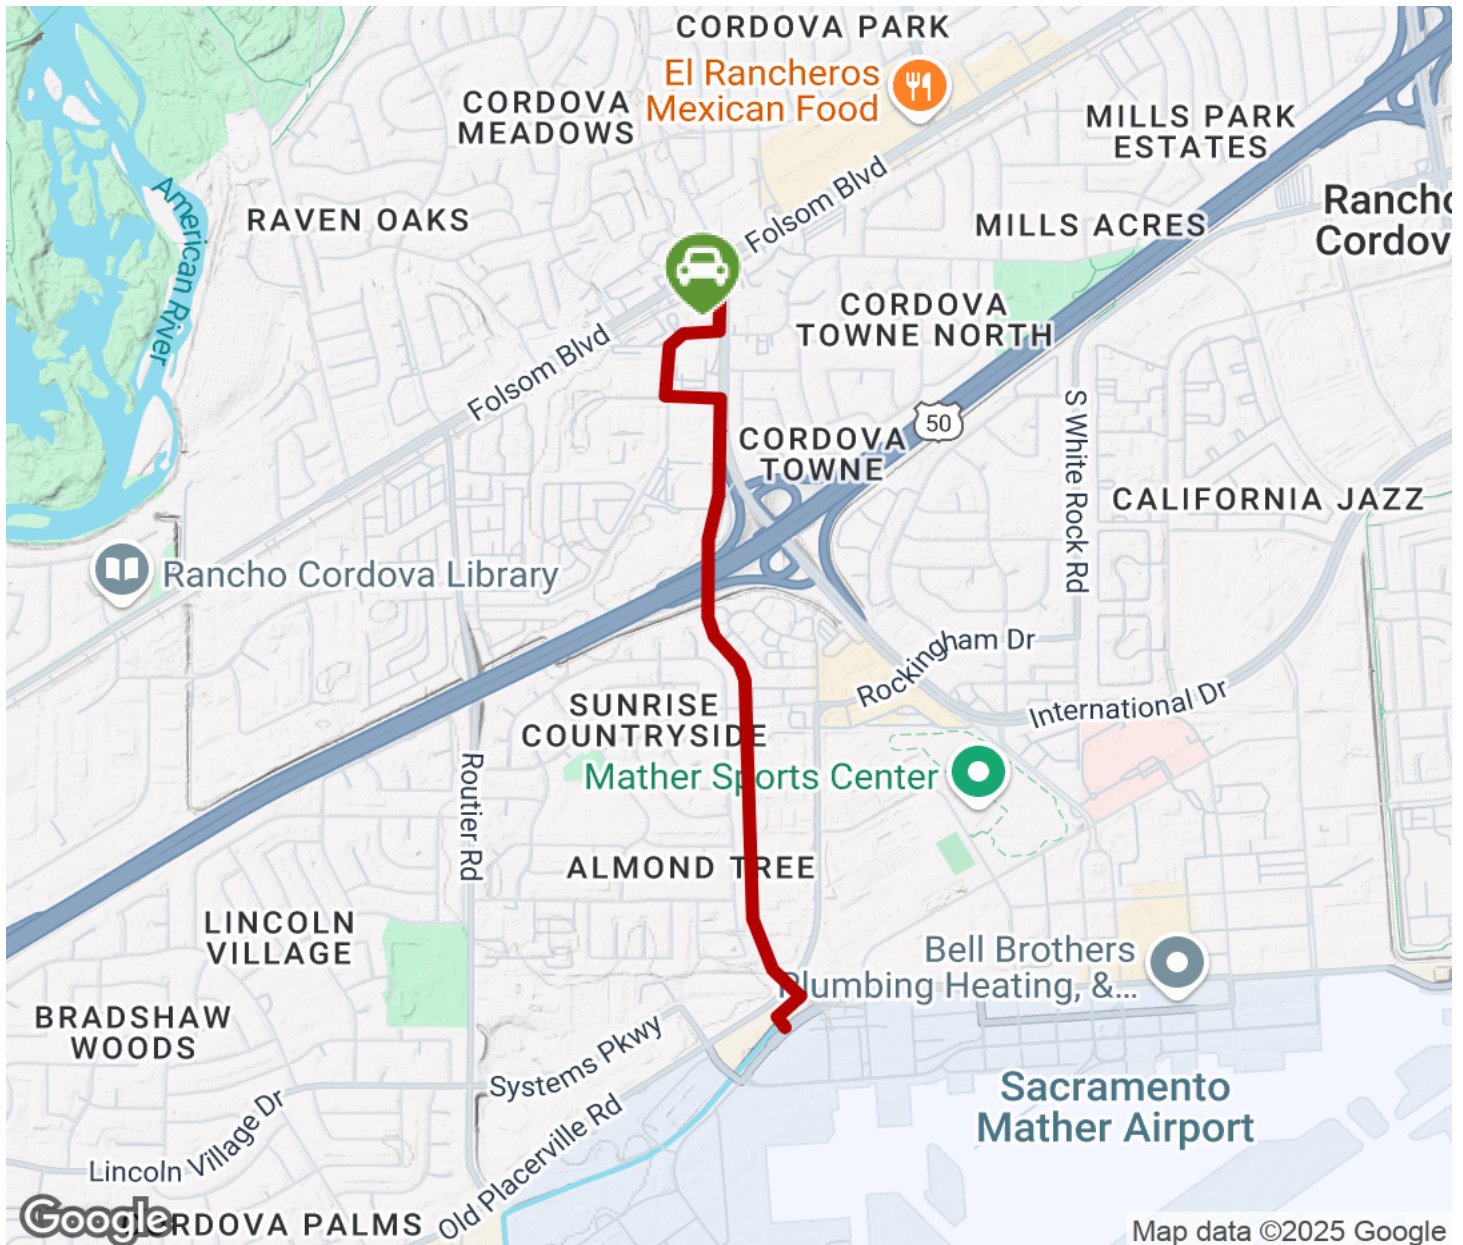 CORDOVA PARK
El Rancheros
Mexican Food
CORDOVA
MEADOWS
MILLS PARK
ESTATES
American River
RAVEN OAKS
Folsom Blvd
MILLS ACRES
Rancho
Cordov
CORDOVA
TOWNE NORTH
Folsom Blvd
S White Rock Rd
50
CORDOVA
TOWNE
CALIFORNIA JAZZ
Rancho Cordova Library
Rockingham Dr
International Dr
SUNRISE
COUNTRYSIDE
Mather Sports Center
Routier Rd
ALMOND TREE
LINCOLN
VILLAGE
Bell Brothers
Plumbing Heating, &...
BRADSHAW
WOODS
Systems Pkwy
Sacramento
Mather Airport
Lincoln Village Dr
Old Placerville Rd
Google
CORDOVA PALMS
Map data ©2025 Google